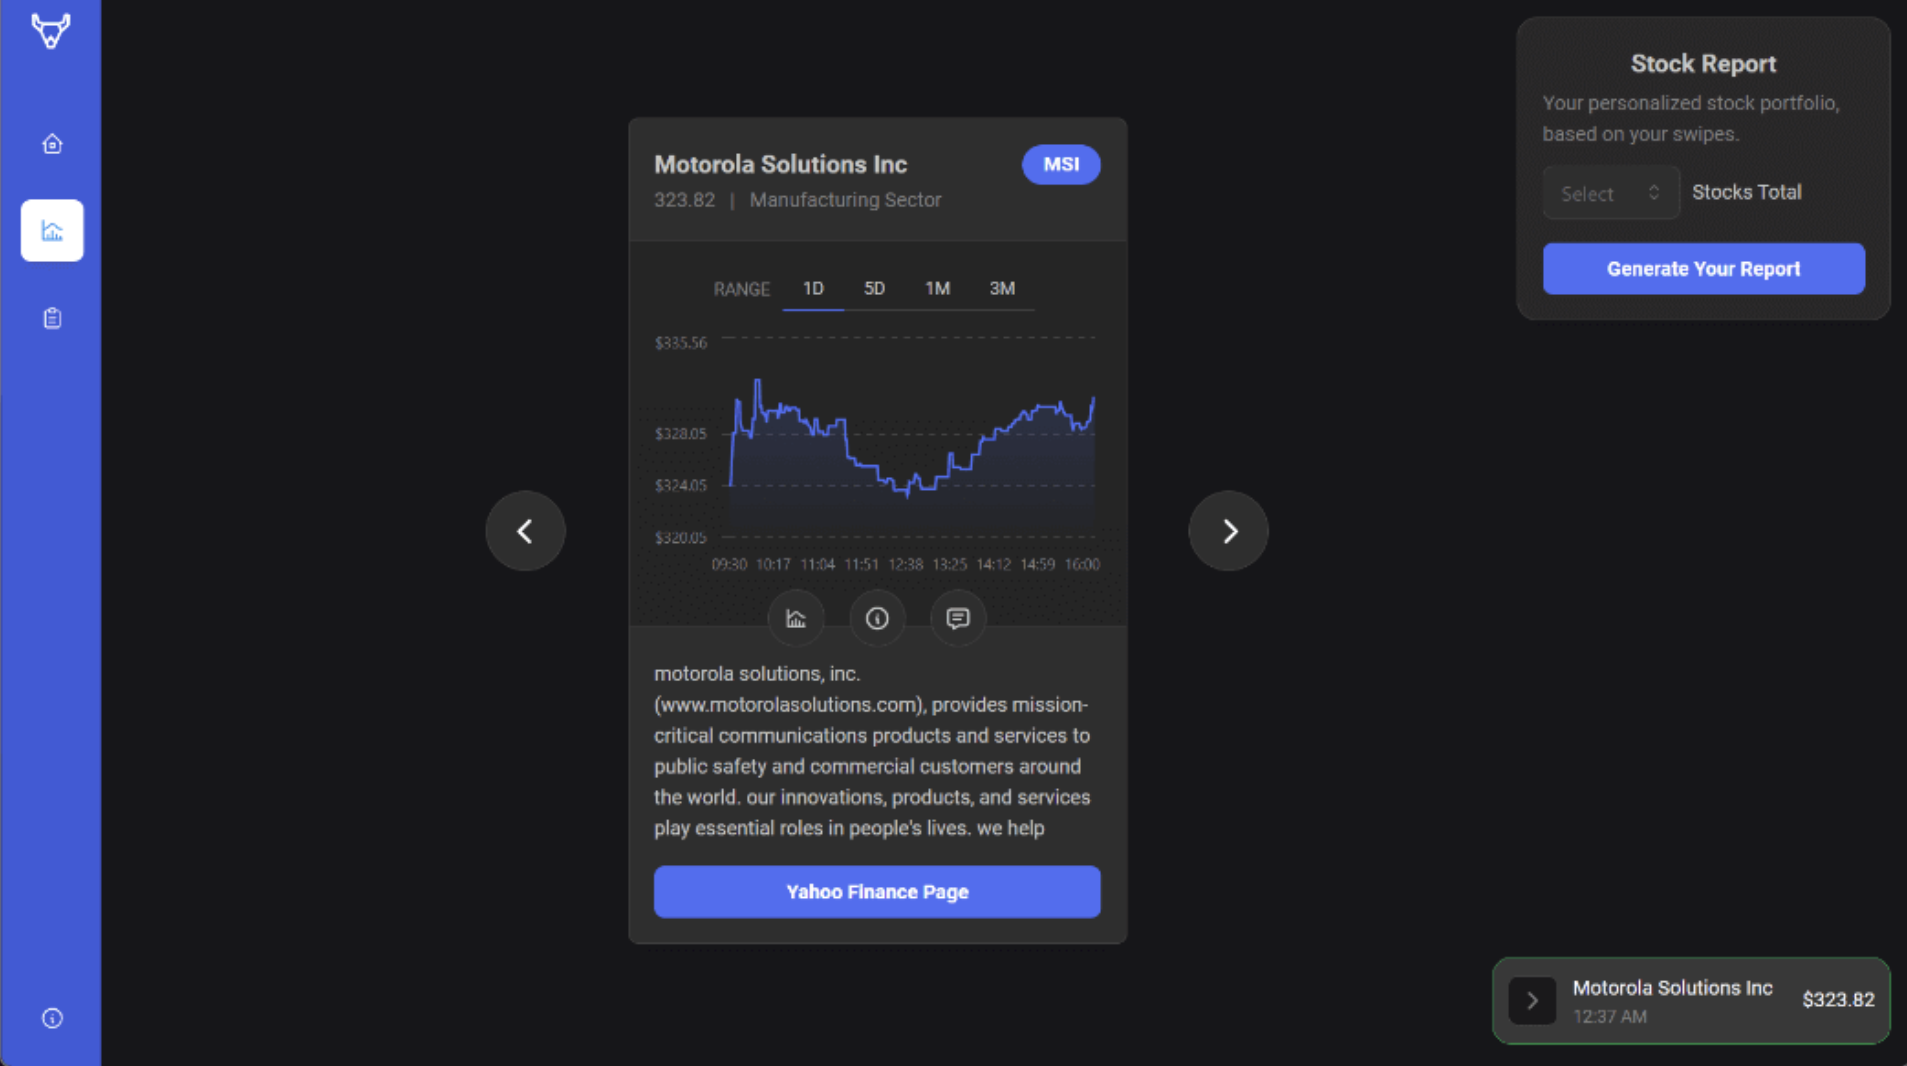 Motorola Solutions Inc
MSI
323.82 | Manufacturing Sector
RANGE 1D 5D 1M 3M
$335.56
$328.05
$324.05
$320.05
09:30 10:17 11:04 11:51 12:38 13:25 14:12 14:59 16:00
motorola solutions, inc.
(www.motorolasolutions.com), provides mission-
critical communications products and services to
public safety and commercial customers around
the world. our innovations, products, and services
play essential roles in people's lives. we help
Yahoo Finance Page
Stock Report
Your personalized stock portfolio,
based on your swipes.
Select Stocks Total
Generate Your Report
Motorola Solutions Inc
12:37 AM
$323.82